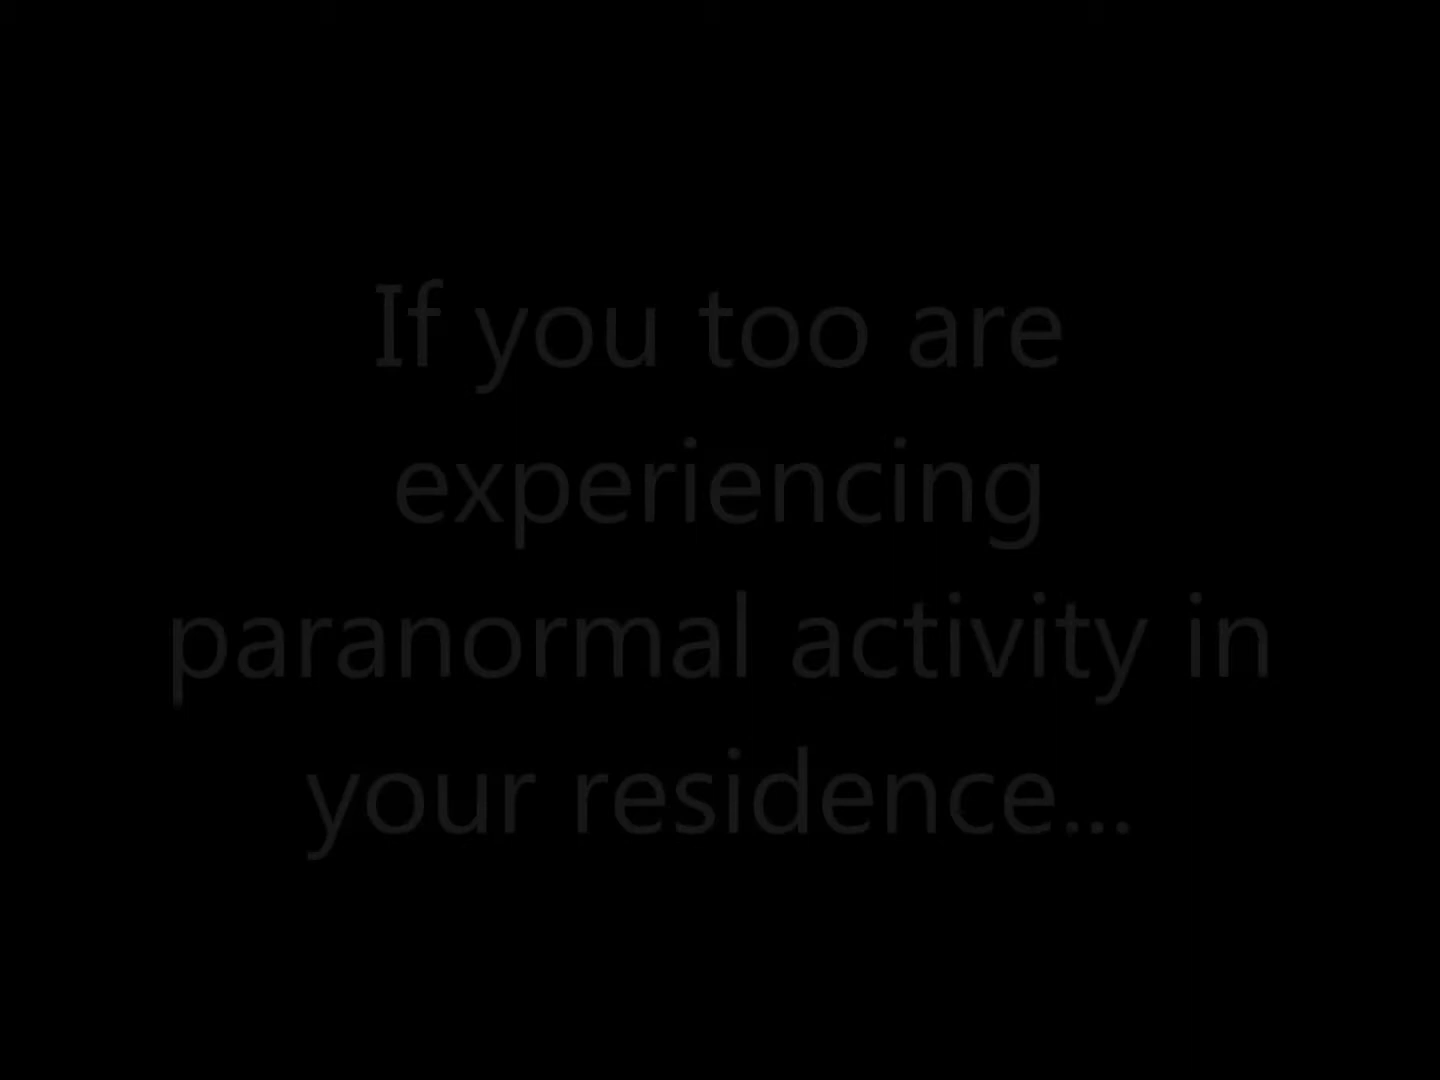 If you too are
experiencing
paranormal activity in
your residence...